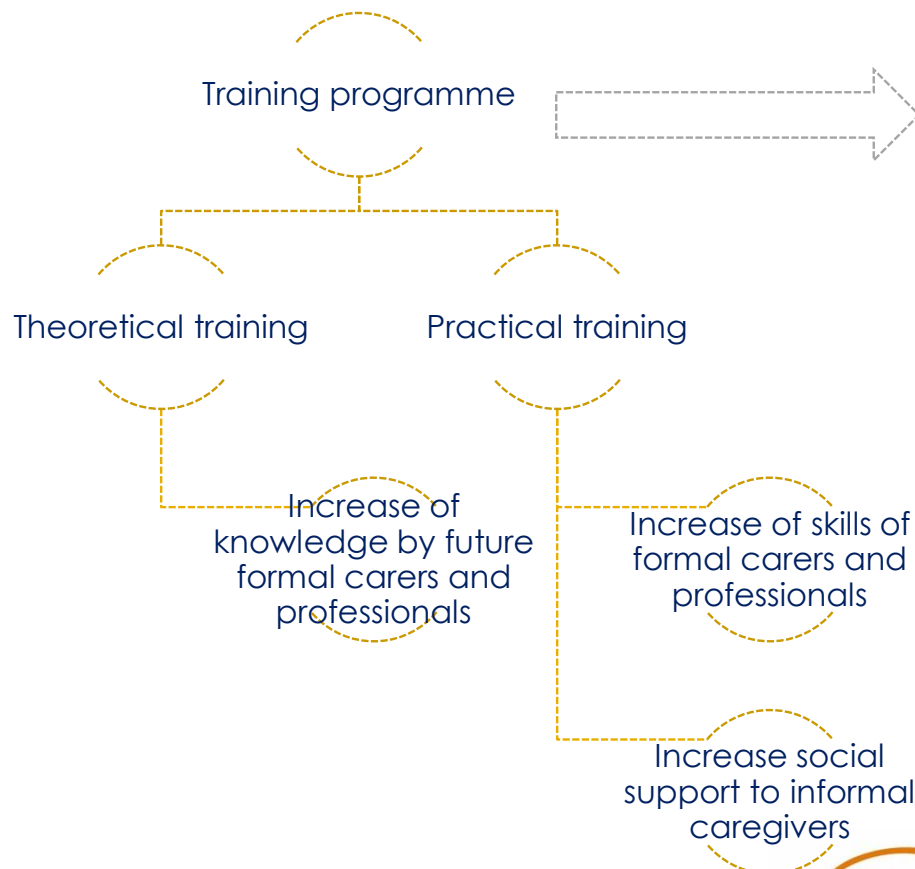 Training programme
Theoretical training
Practical training
Increase of
knowledge by future
formal carers and
professionals
Increase of skills of
formal carers and
professionals
Increase social
support to informal
caregivers